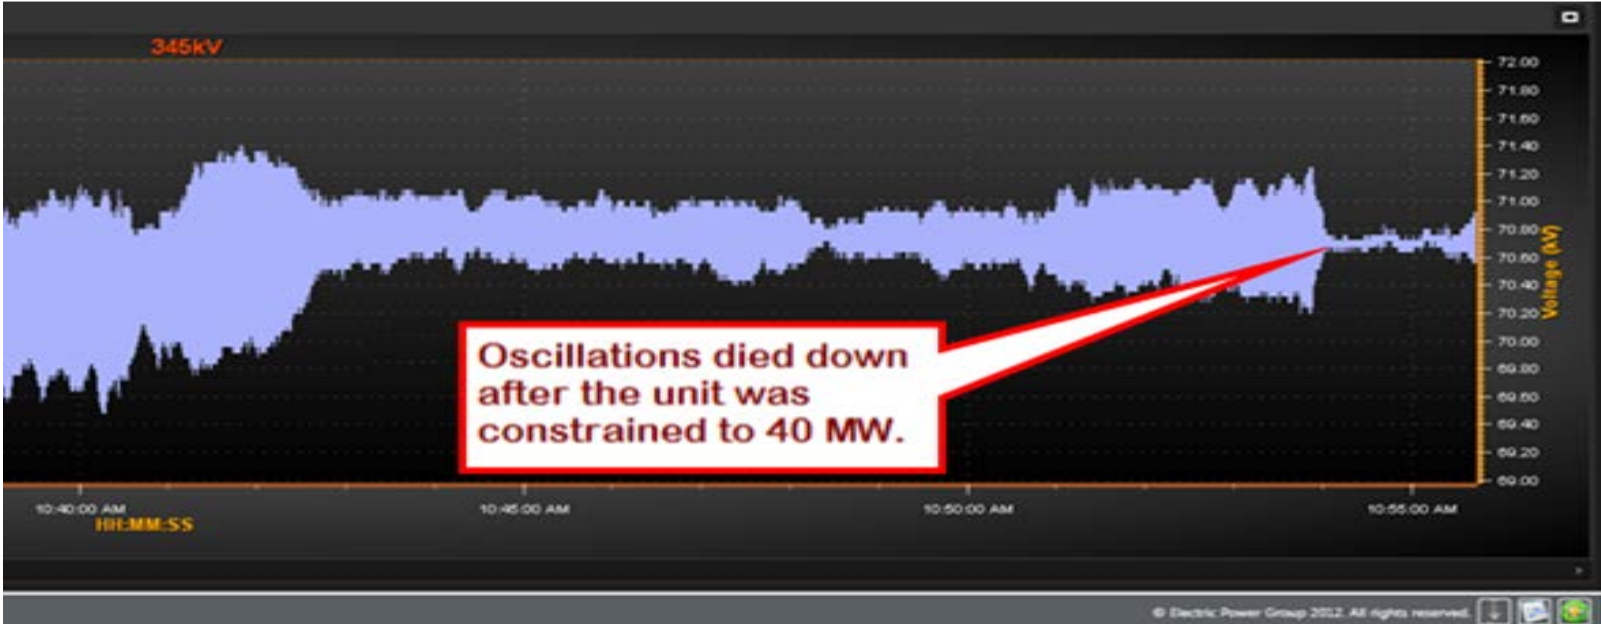 345kV
72.00
71.80
71.60
71.40
71.20
71.00
70.80
70.60
70.40
70.20
70.00
69.80
69.60
69.40
69.20
69.00
Voltage (kV)
Oscillations died down
after the unit was
constrained to 40 MW.
10:40:00 AM
10:45:00 AM
10:50:00 AM
10:55:00 AM
HH:MM:SS
© Electric Power Group 2012. All rights reserved.